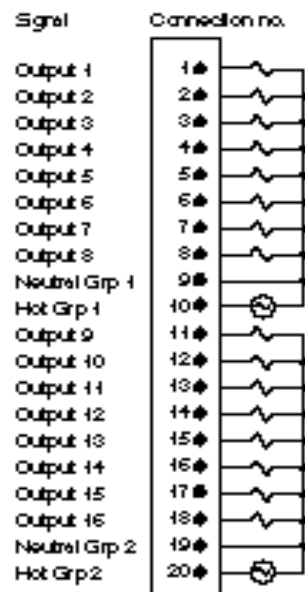 Signal Connection no.
Output 1 1
Output 2 2
Output 3 3
Output 4 4
Output 5 5
Output 6 6
Output 7 7
Output 8 8
Neutral Grp 1 9
Hot Grp 1 10
Output 9 11
Output 10 12
Output 11 13
Output 12 14
Output 13 15
Output 14 16
Output 15 17
Output 16 18
Neutral Grp 2 19
Hot Grp2 20